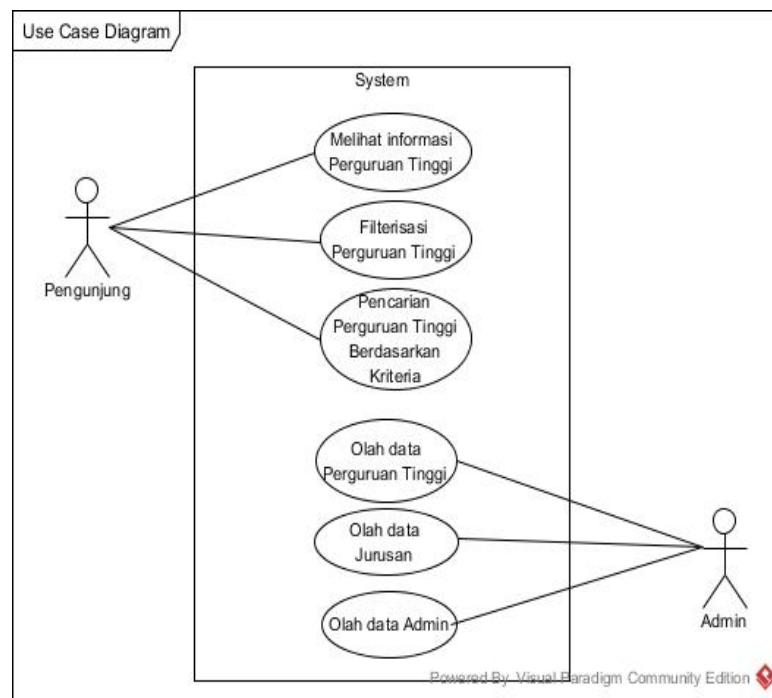 Use Case Diagram
System
Melihat informasi
Perguruan Tinggi
Filterisasi
Perguruan Tinggi
Pengunjung
Pencarian
Perguruan Tinggi
Berdasarkan
Kriteria
Olah data
Perguruan Tinggi
Olah data
Jurusan
Olah data Admin
Admin
Powered By Visual Paradigm Community Edition